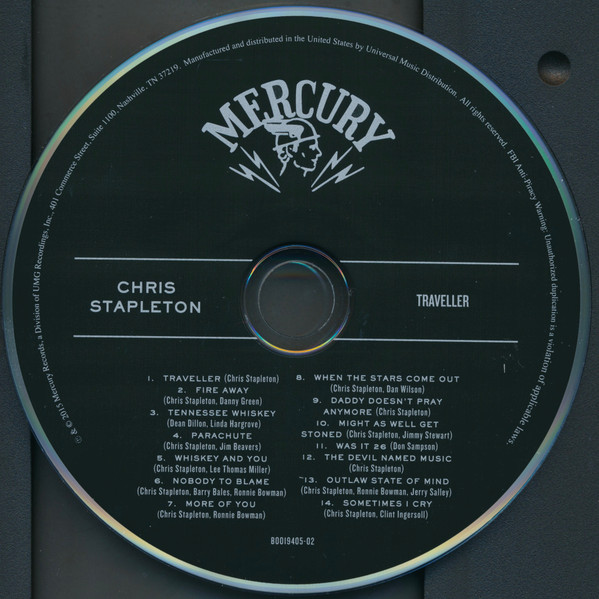 ℗ © 2015 Mercury Records, a Division of UMG Recordings, Inc., 401 Commerce Street, Suite 1100, Nashville, TN 37219. Manufactured and distributed in the United States by Universal Music Distribution. All rights reserved. FBI Anti-Piracy Warning: Unauthorized duplication is a violation of applicable laws.
MERCURY
CHRIS
STAPLETON
TRAVELLER
1. TRAVELLER (Chris Stapleton)
2. FIRE AWAY
(Chris Stapleton, Danny Green)
3. TENNESSEE WHISKEY
(Dean Dillon, Linda Hargrove)
4. PARACHUTE
(Chris Stapleton, Jim Beavers)
5. WHISKEY AND YOU
(Chris Stapleton, Lee Thomas Miller)
6. NOBODY TO BLAME
(Chris Stapleton, Barry Bales, Ronnie Bowman)
7. MORE OF YOU
(Chris Stapleton, Ronnie Bowman)
8. WHEN THE STARS COME OUT
(Chris Stapleton, Dan Wilson)
9. DADDY DOESN'T PRAY
ANYMORE (Chris Stapleton)
10. MIGHT AS WELL GET
STONED (Chris Stapleton, Jimmy Stewart)
11. WAS IT 26 (Don Sampson)
12. THE DEVIL NAMED MUSIC
(Chris Stapleton)
13. OUTLAW STATE OF MIND
(Chris Stapleton, Ronnie Bowman, Jerry Salley)
14. SOMETIMES I CRY
(Chris Stapleton, Clint Ingersoll)
B0019405-02